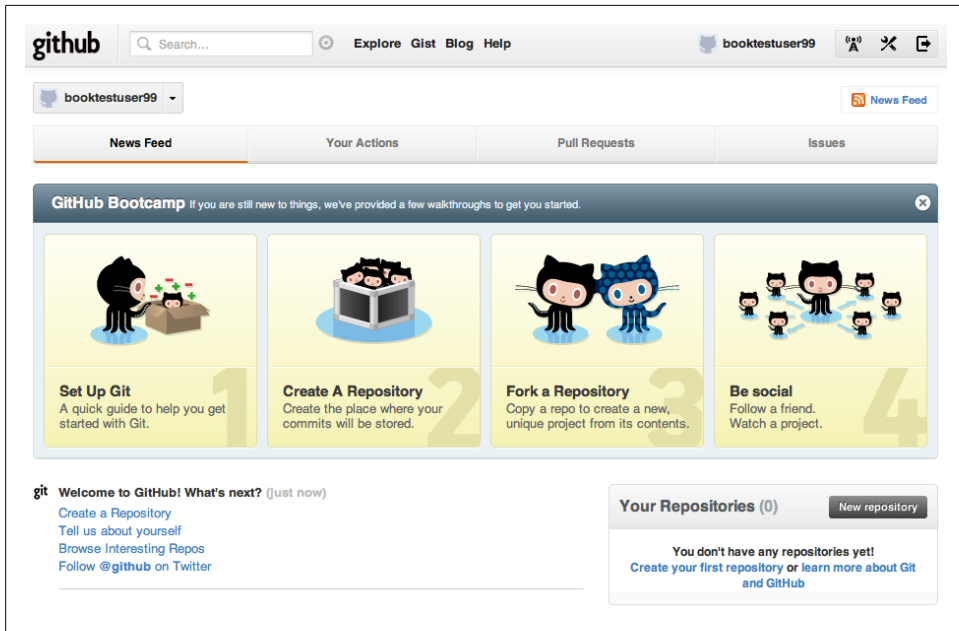 github
Search...
Explore Gist Blog Help
booktestuser99
booktestuser99
News Feed
News Feed
Your Actions
Pull Requests
Issues
GitHub Bootcamp If you are still new to things, we've provided a few walkthroughs to get you started.
1
Set Up Git
A quick guide to help you get
started with Git.
2
Create A Repository
Create the place where your
commits will be stored.
3
Fork a Repository
Copy a repo to create a new,
unique project from its contents.
4
Be social
Follow a friend.
Watch a project.
git Welcome to GitHub! What's next? (just now)
Create a Repository
Tell us about yourself
Browse Interesting Repos
Follow @github on Twitter
Your Repositories (0)
New repository
You don't have any repositories yet!
Create your first repository or learn more about Git
and GitHub